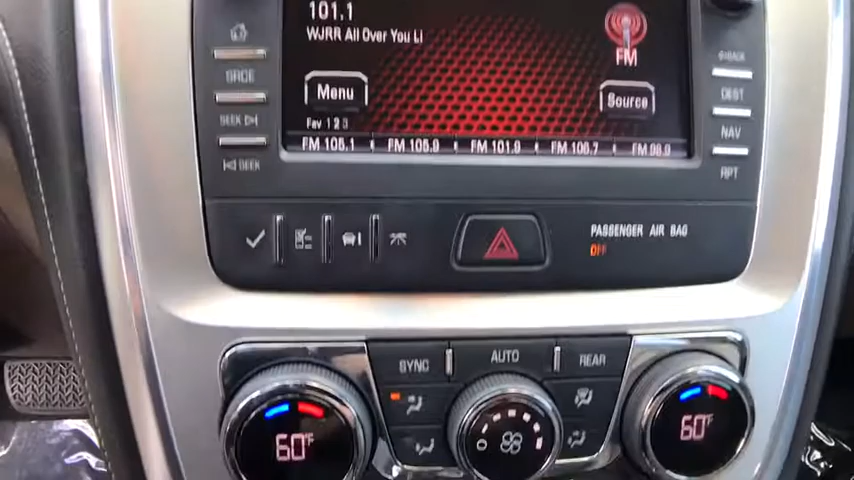 101.1
WJRR All Over You Li
FM
Menu
Source
Fav 1 2 3
FM 105.1 FM 105.9 FM 101.9 FM 106.7 FM 98.9
SRCE
SEEK
SEEK
DEST
NAV
RPT
PASSENGER AIR BAG
OFF
SYNC AUTO REAR
60°F
60°F